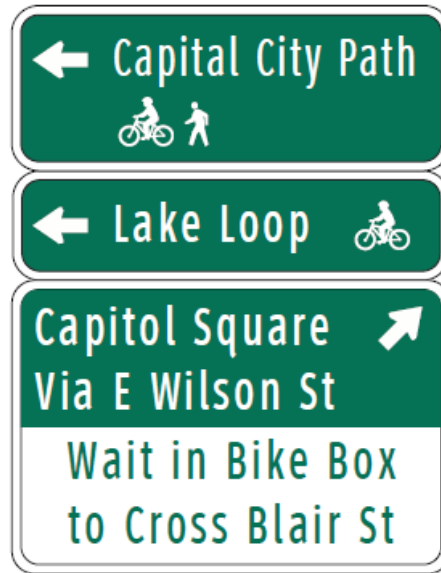 Capital City Path
Lake Loop
Capitol Square
Via E Wilson St
Wait in Bike Box
to Cross Blair St